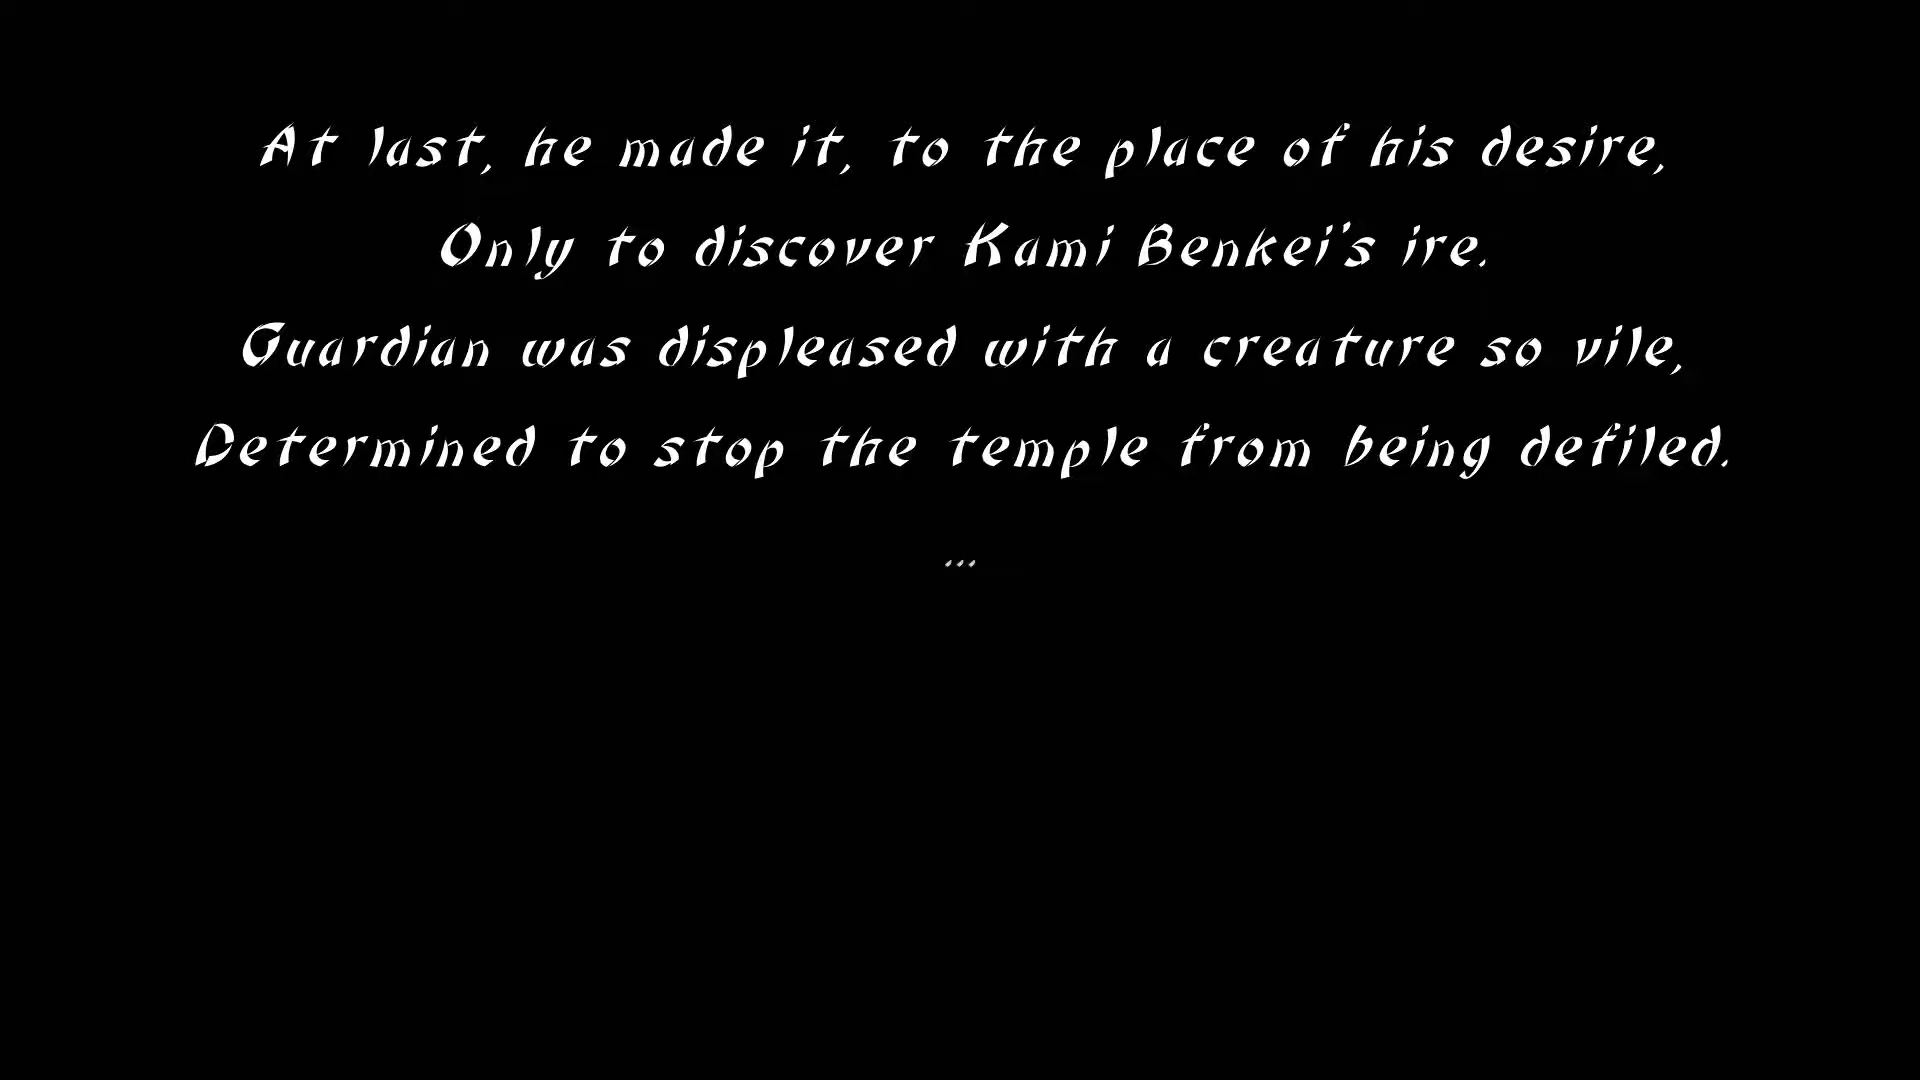 At last, he made it, to the place of his desire,
Only to discover Kami Benkei's ire.
Guardian was displeased with a creature so vile,
Determined to stop the temple from being defiled.
...